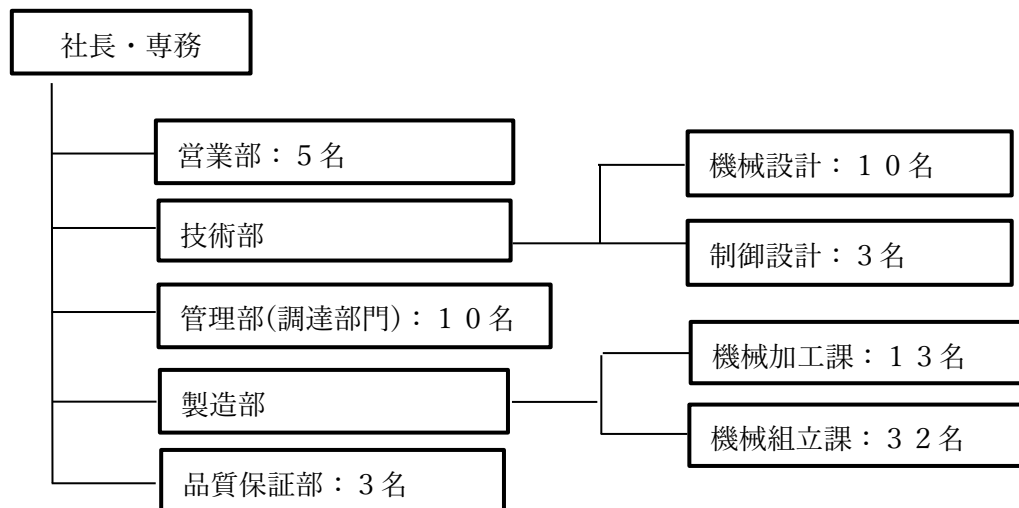 社長・専務
営業部：５名
技術部
管理部(調達部門)：１０名
製造部
品質保証部：３名
機械設計：１０名
制御設計：３名
機械加工課：１３名
機械組立課：３２名